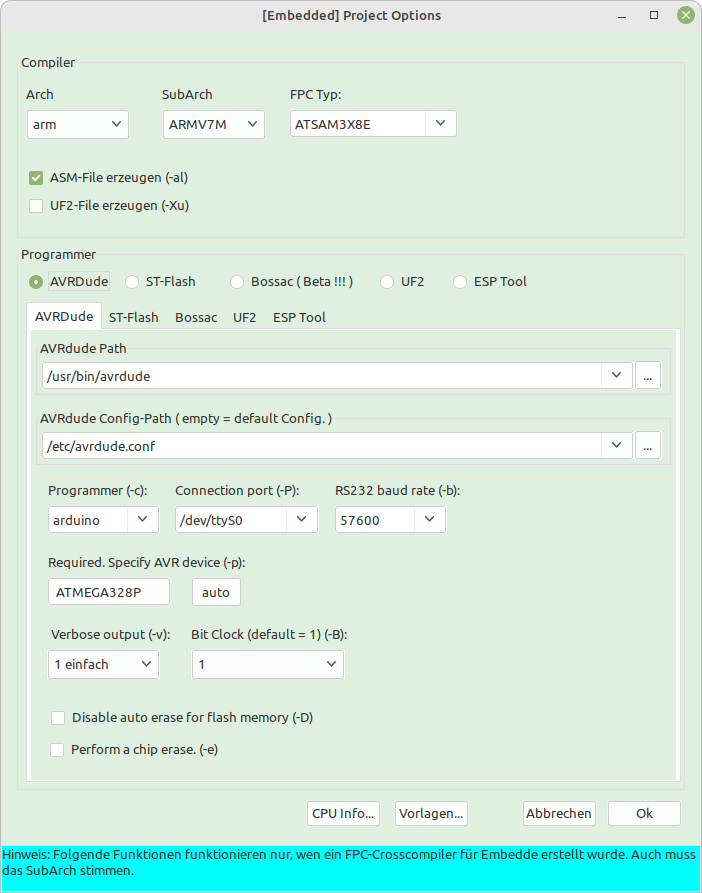 [Embedded] Project Options
Compiler
Arch SubArch FPC Typ:
arm ARMV7M ATSAM3X8E
ASM-File erzeugen (-al)
UF2-File erzeugen (-Xu)
Programmer
AVRDude ST-Flash Bossac ( Beta !!! ) UF2 ESP Tool
AVRDude ST-Flash Bossac UF2 ESP Tool
AVRdude Path
/usr/bin/avrdude ...
AVRdude Config-Path ( empty = default Config. )
/etc/avrdude.conf ...
Programmer (-c): Connection port (-P): RS232 baud rate (-b):
arduino /dev/ttyS0 57600
Required. Specify AVR device (-p):
ATMEGA328P auto
Verbose output (-v): Bit Clock (default = 1) (-B):
1 einfach 1
Disable auto erase for flash memory (-D)
Perform a chip erase. (-e)
CPU Info... Vorlagen... Abbrechen Ok
Hinweis: Folgende Funktionen funktionieren nur, wen ein FPC-Crosscompiler für Embedde erstellt wurde. Auch muss
das SubArch stimmen.